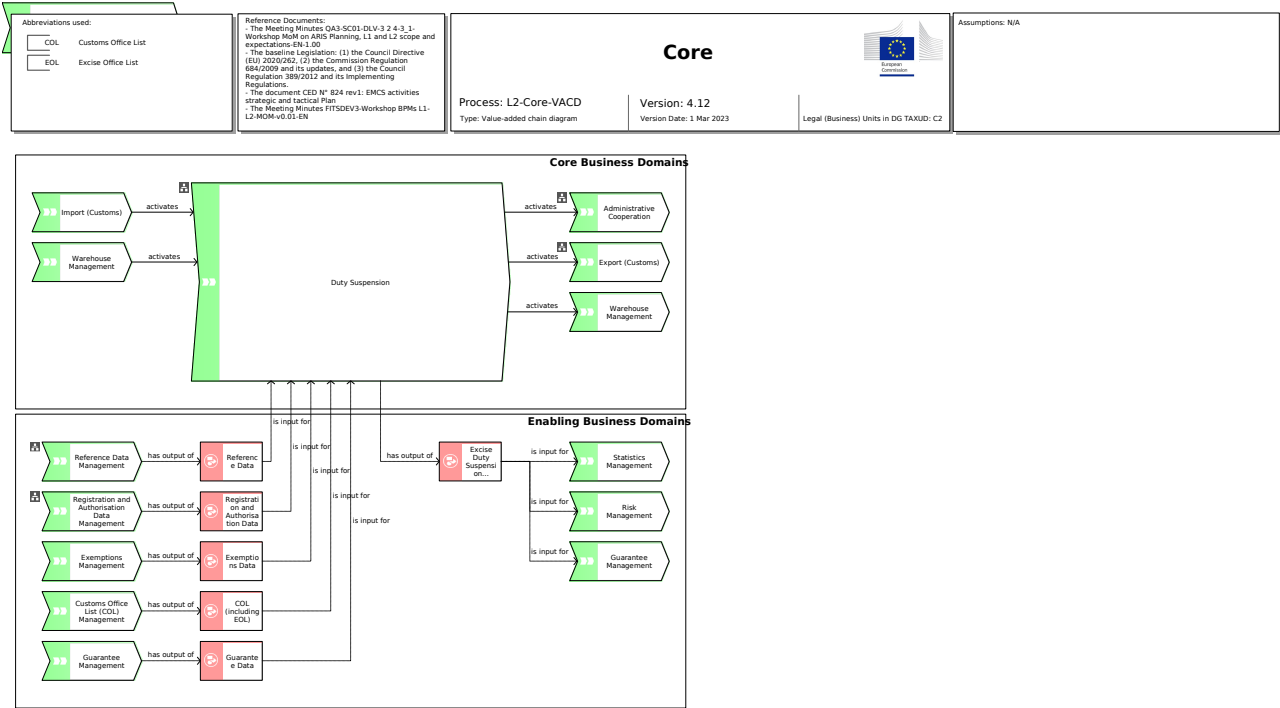 Abbreviations used:
COL Customs Office List
EOL Excise Office List
Reference Documents:
- The Meeting Minutes QA3-SC01-DLV-3 2 4-3_1-
Workshop MoM on ARIS Planning, L1 and L2 scope and
expectations-EN-1.00
- The baseline Legislation: (1) the Council Directive
(EU) 2020/262, (2) the Commission Regulation
684/2009 and its updates, and (3) the Council
Regulation 389/2012 and its Implementing
Regulations.
- The document CED N° 824 rev1: EMCS activities
strategic and tactical Plan
- The Meeting Minutes FITSDEV3-Workshop BPMs L1-
L2-MOM-v0.01-EN
Core
European
Commission
Process: L2-Core-VACD
Version: 4.12
Type: Value-added chain diagram
Version Date: 1 Mar 2023
Legal (Business) Units in DG TAXUD: C2
Assumptions: N/A
Core Business Domains
Import (Customs)
activates
Warehouse
Management
activates
Duty Suspension
activates
Administrative
Cooperation
activates
Export (Customs)
activates
Warehouse
Management
Enabling Business Domains
is input for
is input for
is input for
is input for
is input for
Reference Data
Management
has output of
Referenc
e Data
Registration and
Authorisation
Data
Management
has output of
Registrati
on and
Authorisa
tion Data
Exemptions
Management
has output of
Exemptio
ns Data
Customs Office
List (COL)
Management
has output of
COL
(including
EOL)
Guarantee
Management
has output of
Guarante
e Data
has output of
Excise
Duty
Suspensi
on...
is input for
Statistics
Management
is input for
Risk
Management
is input for
Guarantee
Management